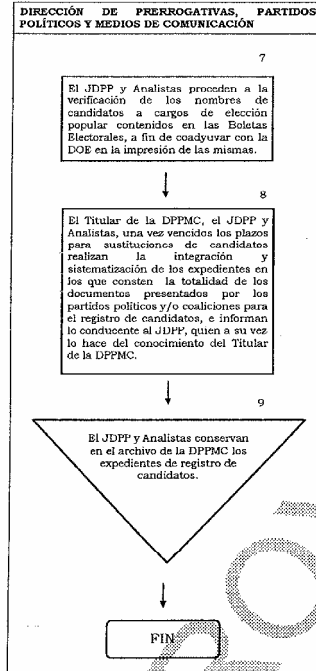 DIRECCIÓN DE PRERROGATIVAS, PARTIDOS
POLÍTICOS Y MEDIOS DE COMUNICACIÓN
7
El JDPP y Analistas proceden a la
verificación de los nombres de
candidatos a cargos de elección
popular contenidos en las Boletas
Electorales, a fin de coadyuvar con la
DOE en la impresión de las mismas.
8
El Titular de la DPPMC, el JDPP y
Analistas, una vez vencidos los plazos
para sustituciones de candidatos
realizan la integración y
sistematización de los expedientes en
los que consten la totalidad de los
documentos presentados por los
partidos políticos y/o coaliciones para
el registro de candidatos, e informan
lo conducente al JDPP, quien a su vez
lo hace del conocimiento del Titular
de la DPPMC.
9
El JDPP y Analistas conservan
en el archivo de la DPPMC los
expedientes de registro de
candidatos.
FIN